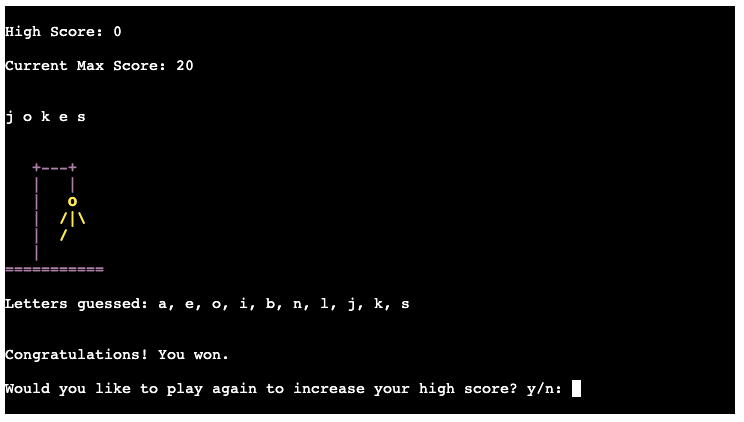 High Score: 0
Current Max Score: 20
j o k e s
+---+
|   |
|   o
|  /|\
|  /
|
===========
Letters guessed: a, e, o, i, b, n, l, j, k, s
Congratulations! You won.
Would you like to play again to increase your high score? y/n: